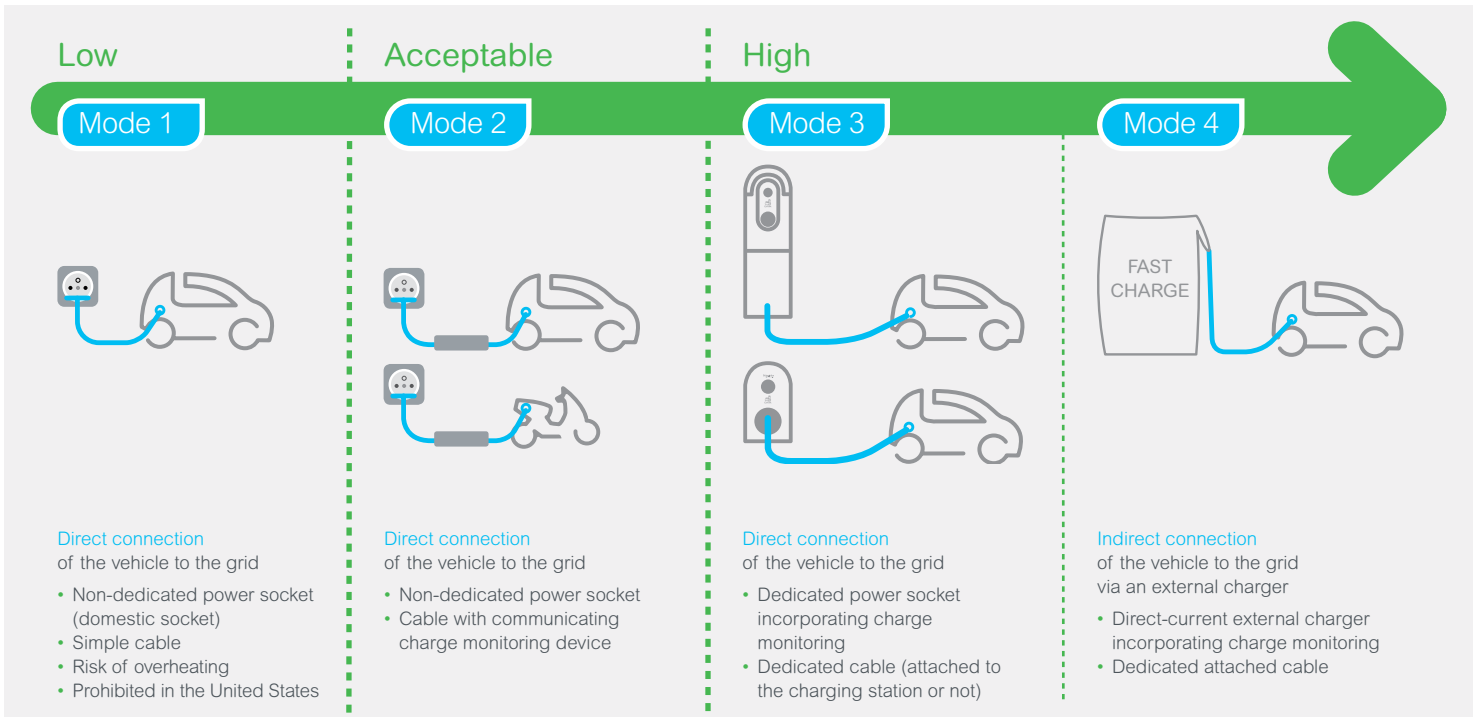 Low
Acceptable
High
Mode 1
Mode 2
Mode 3
Mode 4
FAST
CHARGE
Direct connection
of the vehicle to the grid
• Non-dedicated power socket
(domestic socket)
• Simple cable
• Risk of overheating
• Prohibited in the United States
Direct connection
of the vehicle to the grid
• Non-dedicated power socket
• Cable with communicating
charge monitoring device
Direct connection
of the vehicle to the grid
• Dedicated power socket
incorporating charge
monitoring
• Dedicated cable (attached to
the charging station or not)
Indirect connection
of the vehicle to the grid
via an external charger
• Direct-current external charger
incorporating charge monitoring
• Dedicated attached cable